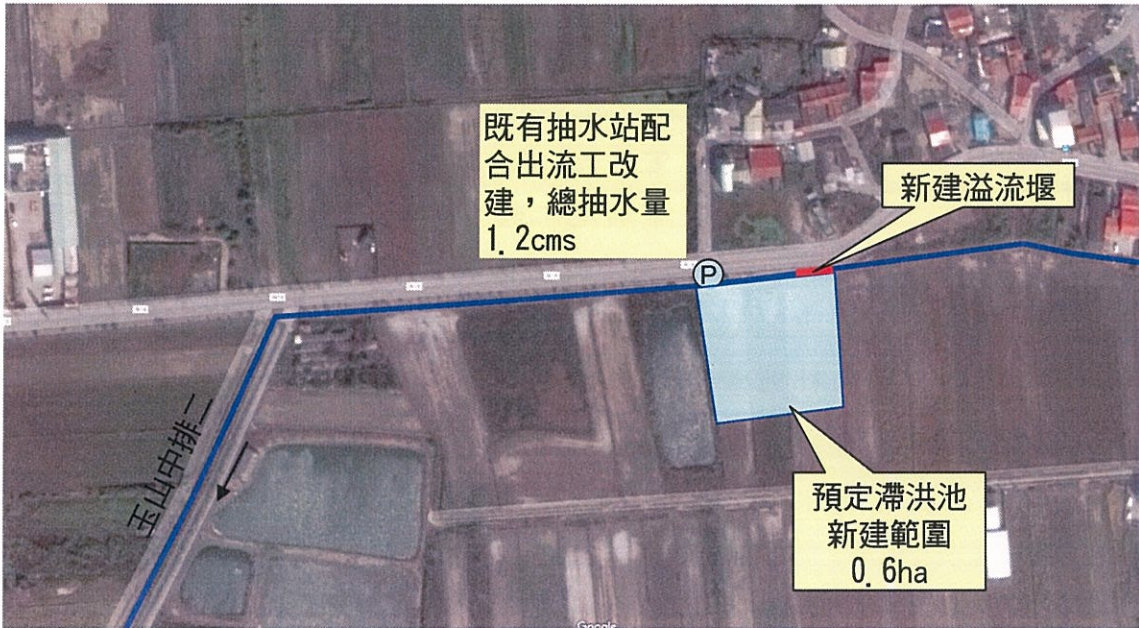 既有抽水站配
合出流工改
建，總抽水量
1.2cms
新建溢流堰
P
玉山中排二
預定滯洪池
新建範圍
0.6ha
Google